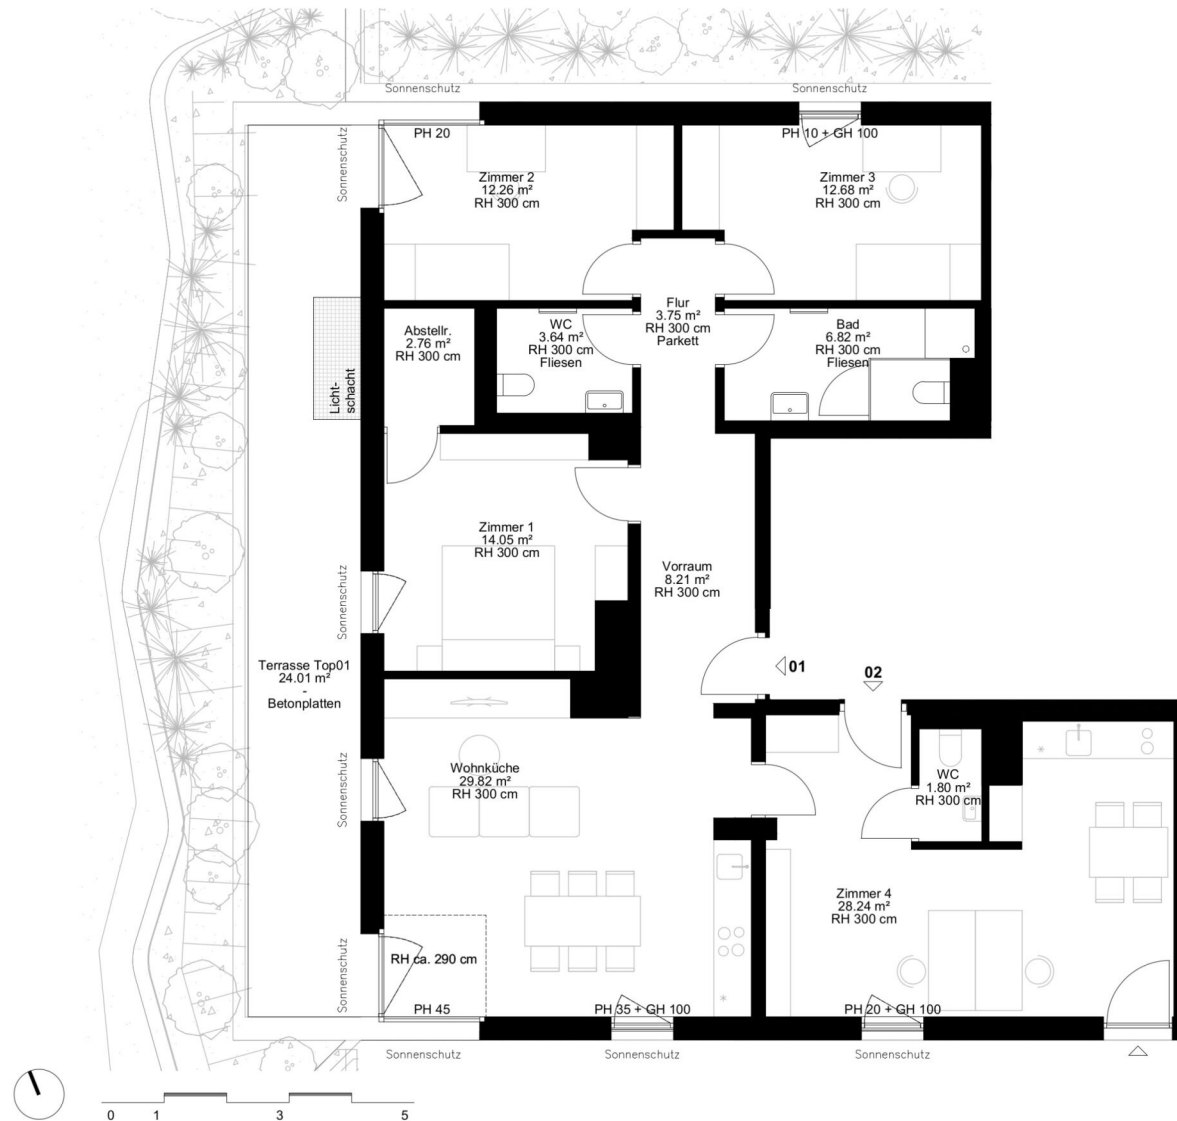 Sonnenschutz
Sonnenschutz
Sonnenschutz
PH 20
PH 10 + GH 100
Zimmer 2
12.26 m²
RH 300 cm
Zimmer 3
12.68 m²
RH 300 cm
Flur
3.75 m²
RH 300 cm
Parkett
Abstellr.
2.76 m²
RH 300 cm
WC
3.64 m²
RH 300 cm
Fliesen
Bad
6.82 m²
RH 300 cm
Fliesen
Licht-
schacht
Zimmer 1
14.05 m²
RH 300 cm
Sonnenschutz
Vorraum
8.21 m²
RH 300 cm
Terrasse Top01
24.01 m²
-
Betonplatten
01
02
Wohnküche
29.82 m²
RH 300 cm
Sonnenschutz
WC
1.80 m²
RH 300 cm
Zimmer 4
28.24 m²
RH 300 cm
Sonnenschutz
RH ca. 290 cm
PH 45
PH 35 + GH 100
PH 20 + GH 100
Sonnenschutz
Sonnenschutz
Sonnenschutz
0 1 3 5